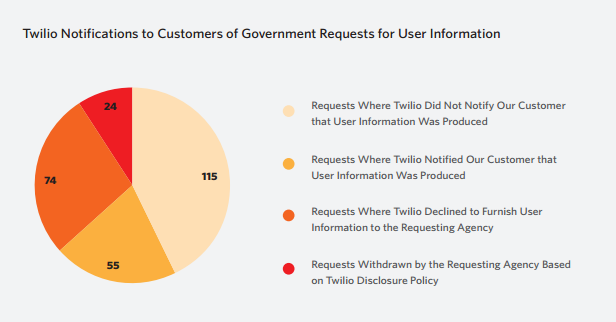 Twilio Notifications to Customers of Government Requests for User Information
24
115
74
55
Requests Where Twilio Did Not Notify Our Customer
that User Information Was Produced
Requests Where Twilio Notified Our Customer that
User Information Was Produced
Requests Where Twilio Declined to Furnish User
Information to the Requesting Agency
Requests Withdrawn by the Requesting Agency Based
on Twilio Disclosure Policy